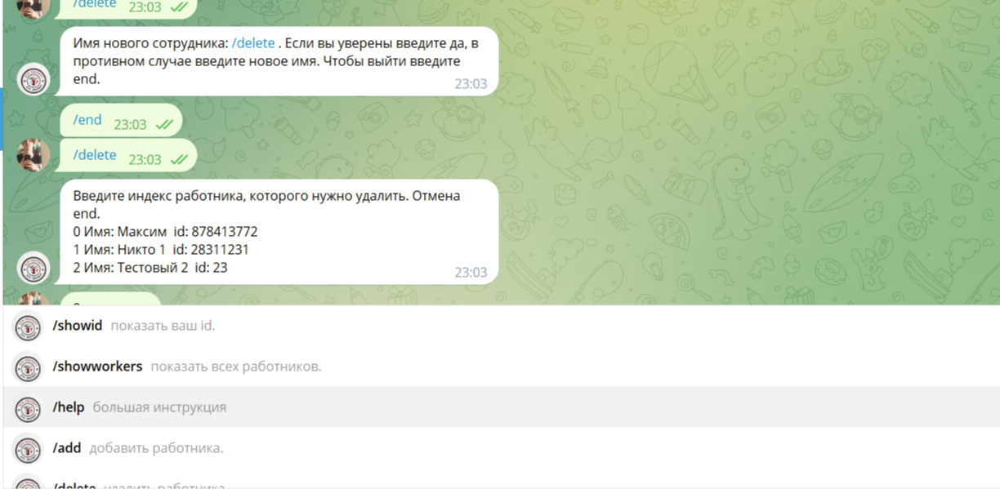 /delete 23:03
Имя нового сотрудника: /delete . Если вы уверены введите да, в
противном случае введите новое имя. Чтобы выйти введите
end.
23:03
/end 23:03
/delete 23:03
Введите индекс работника, которого нужно удалить. Отмена
end.
0 Имя: Максим id: 878413772
1 Имя: Никто 1 id: 28311231
2 Имя: Тестовый 2 id: 23
23:03
/showid показать ваш id.
/showworkers показать всех работников.
/help большая инструкция
/add добавить работника.
/delete удалить работника